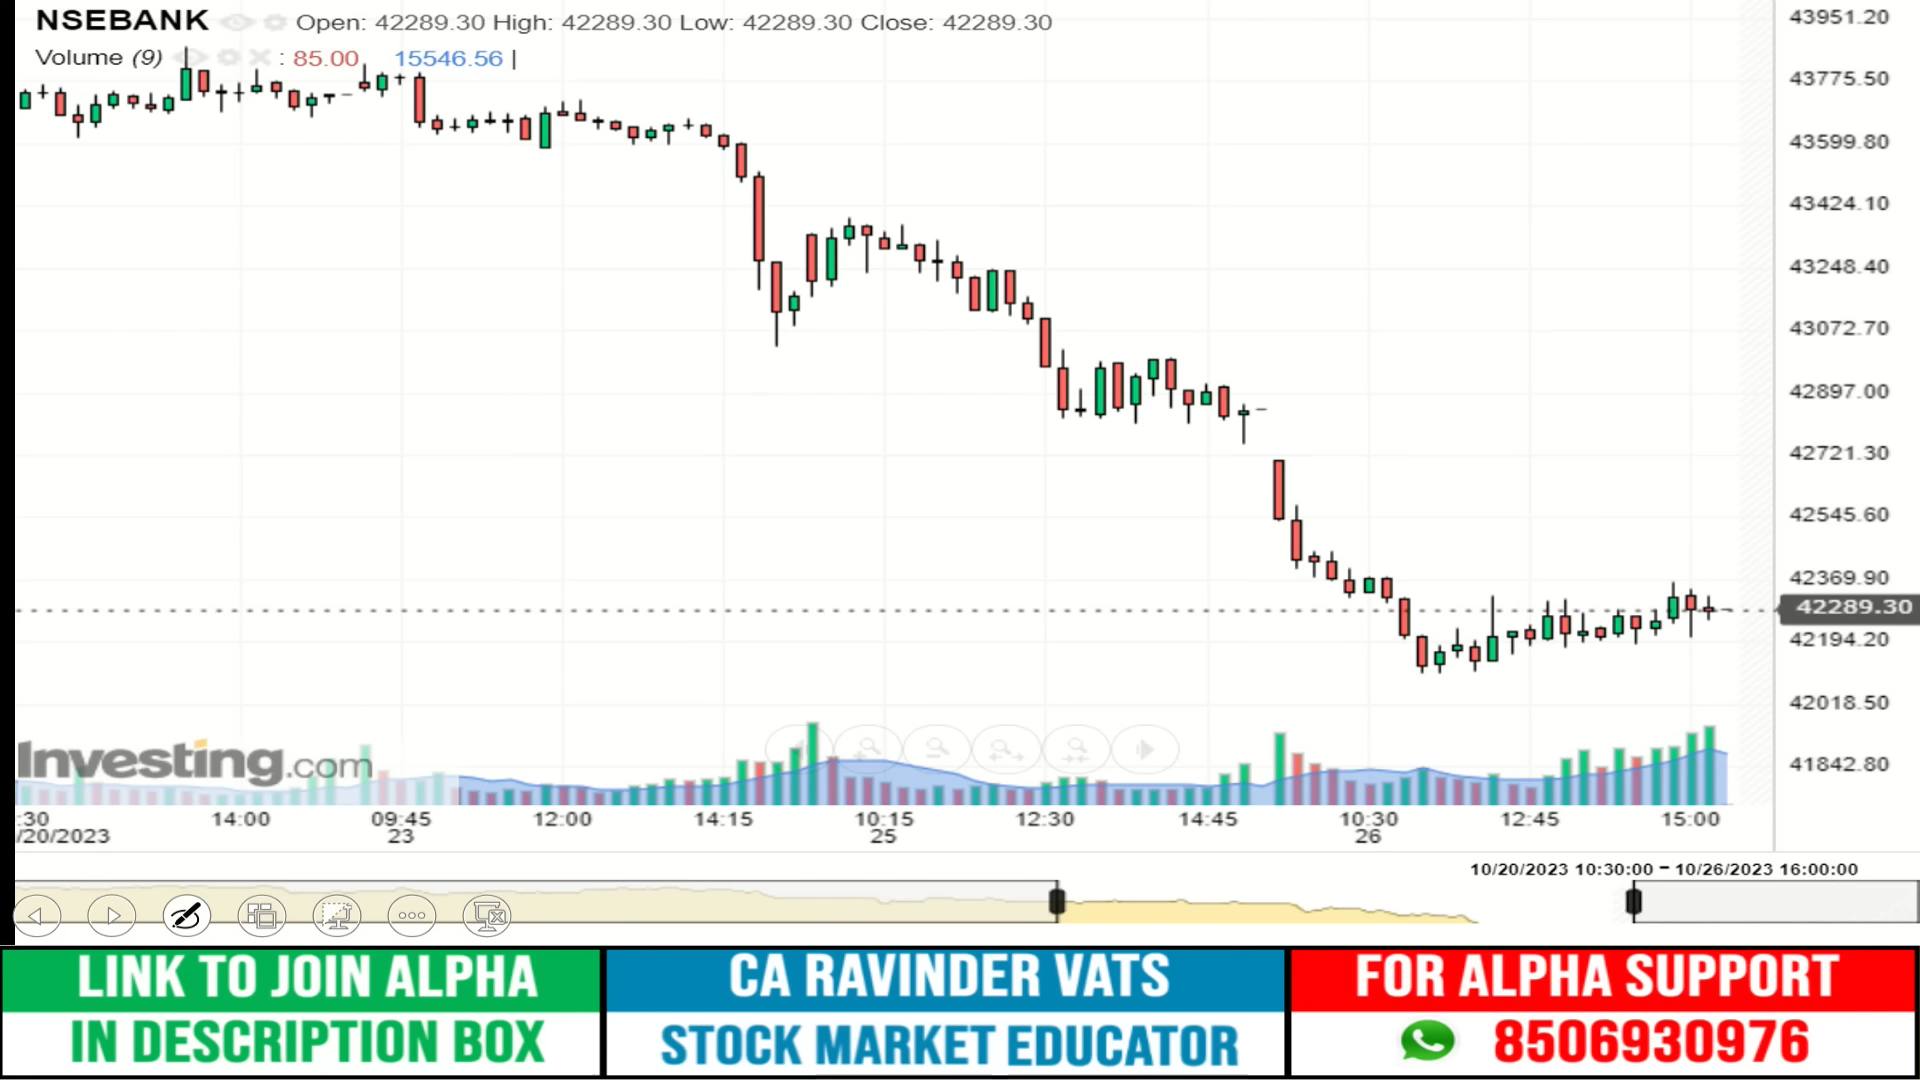 NSEBANK Open: 42289.30 High: 42289.30 Low: 42289.30 Close: 42289.30
Volume (9) : 85.00 15546.56
43951.20
43775.50
43599.80
43424.10
43248.40
43072.70
42897.00
42721.30
42545.60
42369.90
42289.30
42194.20
42018.50
41842.80
Investing.com
:30 14:00 09:45 12:00 14:15 10:15 12:30 14:45 10:30 12:45 15:00
/20/2023 23 25 26
10/20/2023 10:30:00 - 10/26/2023 16:00:00
LINK TO JOIN ALPHA
IN DESCRIPTION BOX
CA RAVINDER VATS
STOCK MARKET EDUCATOR
FOR ALPHA SUPPORT
8506930976